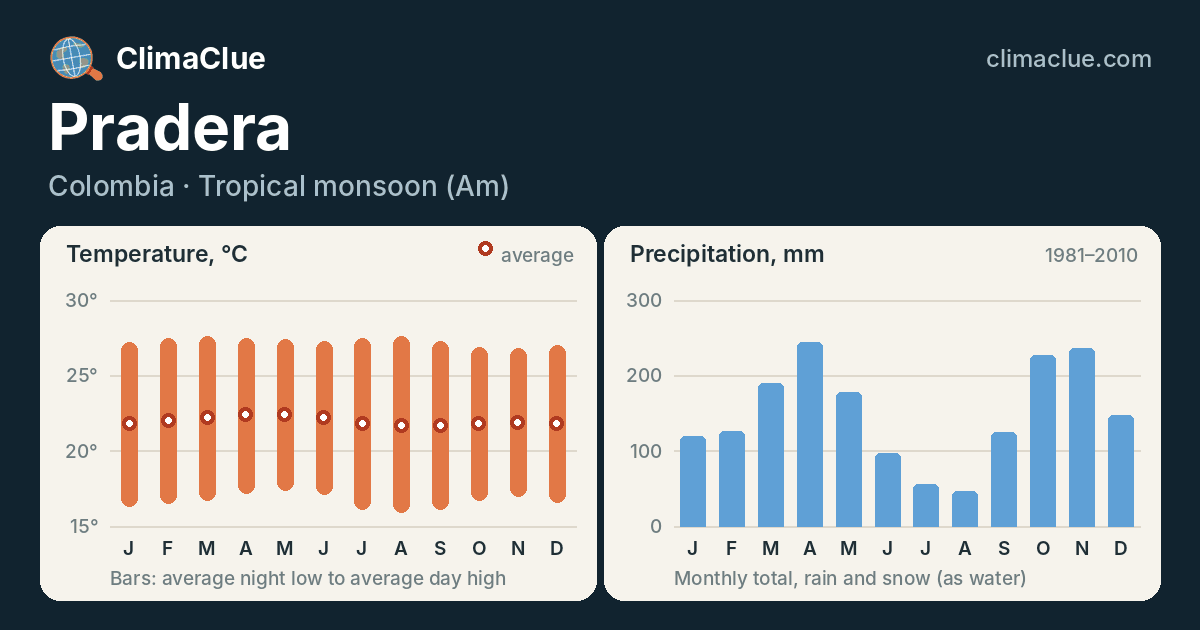 ClimaClue
climaclue.com
Pradera
Colombia · Tropical monsoon (Am)
Temperature, °C
average
30°
25°
20°
15°
J F M A M J J A S O N D
Bars: average night low to average day high
Precipitation, mm
1981–2010
300
200
100
0
J F M A M J J A S O N D
Monthly total, rain and snow (as water)